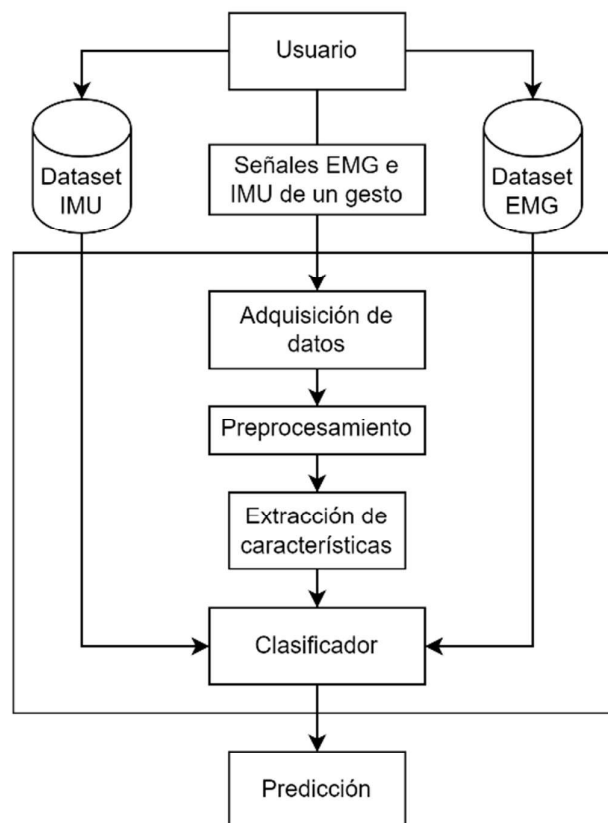 Usuario
Dataset
IMU
Señales EMG e
IMU de un gesto
Dataset
EMG
Adquisición de
datos
Preprocesamiento
Extracción de
características
Clasificador
Predicción